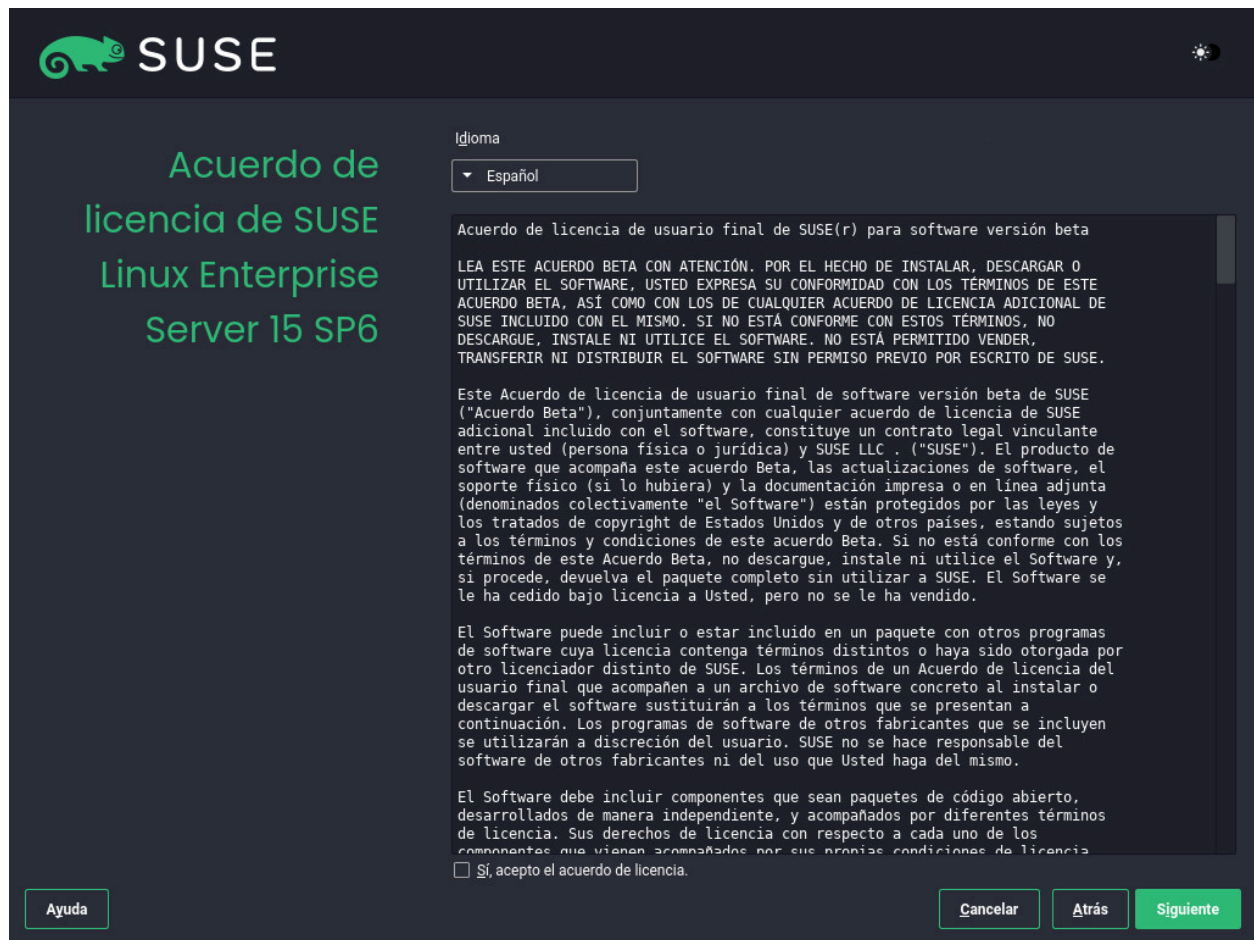 SUSE
Acuerdo de
licencia de SUSE
Linux Enterprise
Server 15 SP6
Idioma
Español
Acuerdo de licencia de usuario final de SUSE(r) para software versión beta
LEA ESTE ACUERDO BETA CON ATENCIÓN. POR EL HECHO DE INSTALAR, DESCARGAR O
UTILIZAR EL SOFTWARE, USTED EXPRESA SU CONFORMIDAD CON LOS TÉRMINOS DE ESTE
ACUERDO BETA, ASÍ COMO CON LOS DE CUALQUIER ACUERDO DE LICENCIA ADICIONAL DE
SUSE INCLUIDO CON EL MISMO. SI NO ESTÁ CONFORME CON ESTOS TÉRMINOS, NO
DESCARGUE, INSTALE NI UTILICE EL SOFTWARE. NO ESTÁ PERMITIDO VENDER,
TRANSFERIR NI DISTRIBUIR EL SOFTWARE SIN PERMISO PREVIO POR ESCRITO DE SUSE.
Este Acuerdo de licencia de usuario final de software versión beta de SUSE
("Acuerdo Beta"), conjuntamente con cualquier acuerdo de licencia de SUSE
adicional incluido con el software, constituye un contrato legal vinculante
entre usted (persona física o jurídica) y SUSE LLC . ("SUSE"). El producto de
software que acompaña este acuerdo Beta, las actualizaciones de software, el
soporte físico (si lo hubiera) y la documentación impresa o en línea adjunta
(denominados colectivamente "el Software") están protegidos por las leyes y
los tratados de copyright de Estados Unidos y de otros países, estando sujetos
a los términos y condiciones de este acuerdo Beta. Si no está conforme con los
términos de este Acuerdo Beta, no descargue, instale ni utilice el Software y,
si procede, devuelva el paquete completo sin utilizar a SUSE. El Software se
le ha cedido bajo licencia a Usted, pero no se le ha vendido.
El Software puede incluir o estar incluido en un paquete con otros programas
de software cuya licencia contenga términos distintos o haya sido otorgada por
otro licenciador distinto de SUSE. Los términos de un Acuerdo de licencia del
usuario final que acompañen a un archivo de software concreto al instalar o
descargar el software sustituirán a los términos que se presentan a
continuación. Los programas de software de otros fabricantes que se incluyen
se utilizarán a discreción del usuario. SUSE no se hace responsable del
software de otros fabricantes ni del uso que Usted haga del mismo.
El Software debe incluir componentes que sean paquetes de código abierto,
desarrollados de manera independiente, y acompañados por diferentes términos
de licencia. Sus derechos de licencia con respecto a cada uno de los
componentes que vienen acompañados por sus propias condiciones de licencia
Sí, acepto el acuerdo de licencia.
Ayuda
Cancelar
Atrás
Siguiente